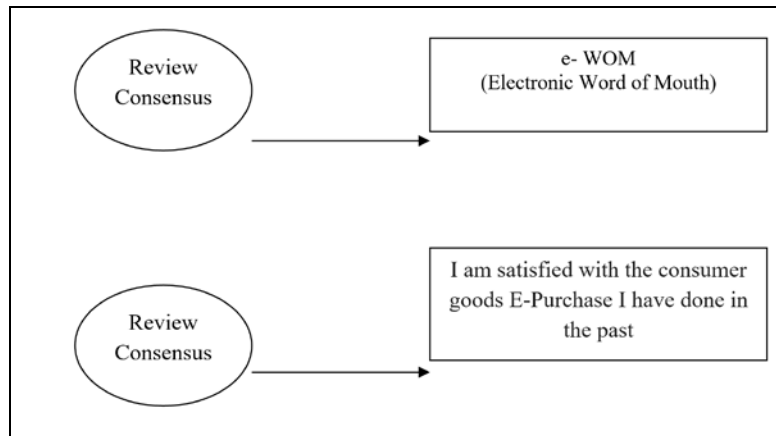 Review
Consensus
e- WOM
(Electronic Word of Mouth)
Review
Consensus
I am satisfied with the consumer
goods E-Purchase I have done in
the past